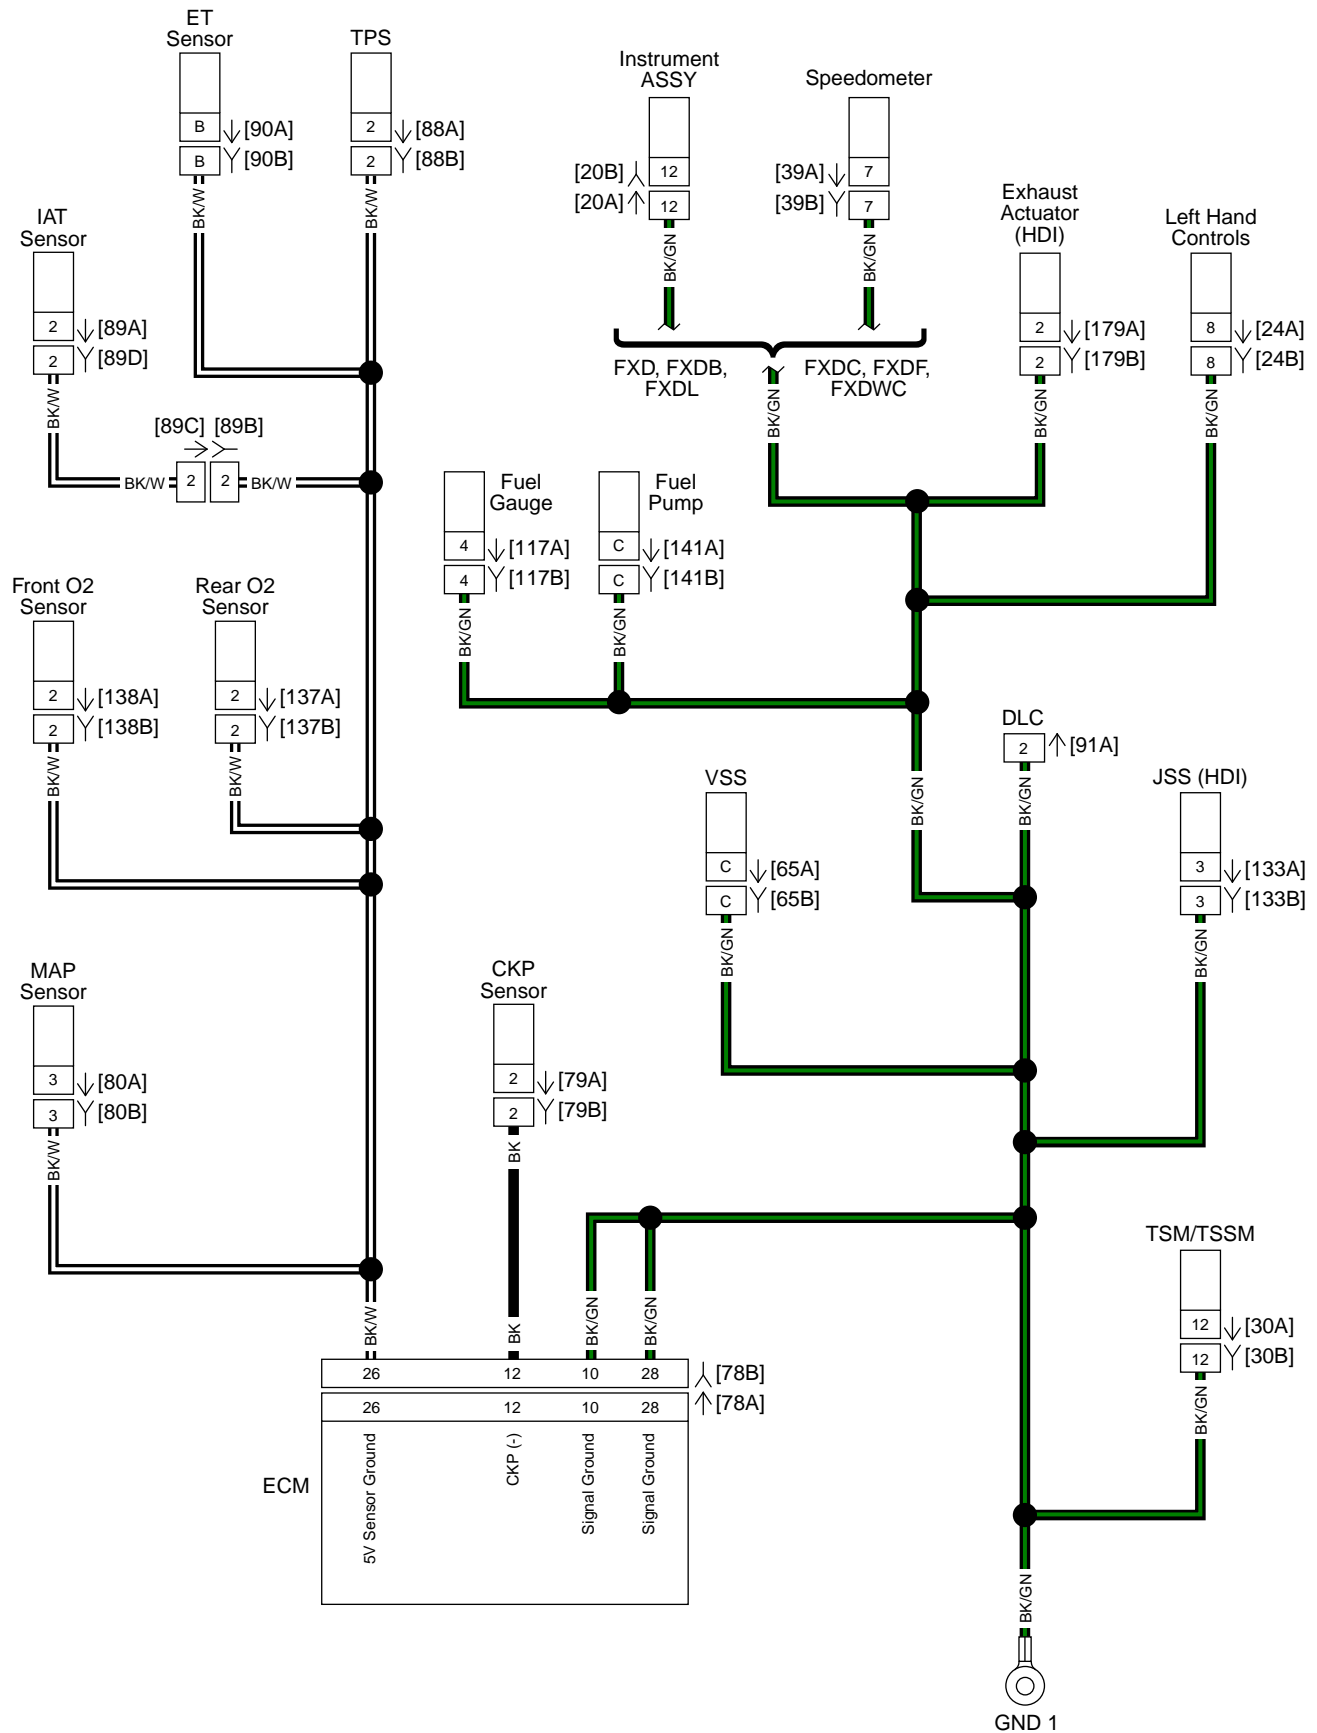 ET
Sensor
TPS
B
[90A]
B
[90B]
2
[88A]
2
[88B]
BK/W
BK/W
Instrument
ASSY
Speedometer
[20B]
12
[20A]
12
[39A]
7
[39B]
7
BK/GN
BK/GN
IAT
Sensor
2
[89A]
2
[89D]
BK/W
[89C]
[89B]
BK/W
2
2
BK/W
Exhaust
Actuator
(HDI)
Left Hand
Controls
2
[179A]
2
[179B]
8
[24A]
8
[24B]
BK/GN
BK/GN
FXD, FXDB,
FXDL
FXDC, FXDF,
FXDWC
BK/GN
Fuel
Gauge
Fuel
Pump
4
[117A]
4
[117B]
C
[141A]
C
[141B]
BK/GN
BK/GN
Front O2
Sensor
Rear O2
Sensor
2
[138A]
2
[138B]
2
[137A]
2
[137B]
BK/W
BK/W
DLC
2
[91A]
BK/GN
BK/GN
VSS
C
[65A]
C
[65B]
BK/GN
JSS (HDI)
3
[133A]
3
[133B]
BK/GN
MAP
Sensor
3
[80A]
3
[80B]
BK/W
CKP
Sensor
2
[79A]
2
[79B]
BK
TSM/TSSM
12
[30A]
12
[30B]
BK/GN
BK/W
BK
BK/GN
BK/GN
26
12
10
28
[78B]
26
12
10
28
[78A]
ECM
5V Sensor Ground
CKP (-)
Signal Ground
Signal Ground
BK/GN
GND 1